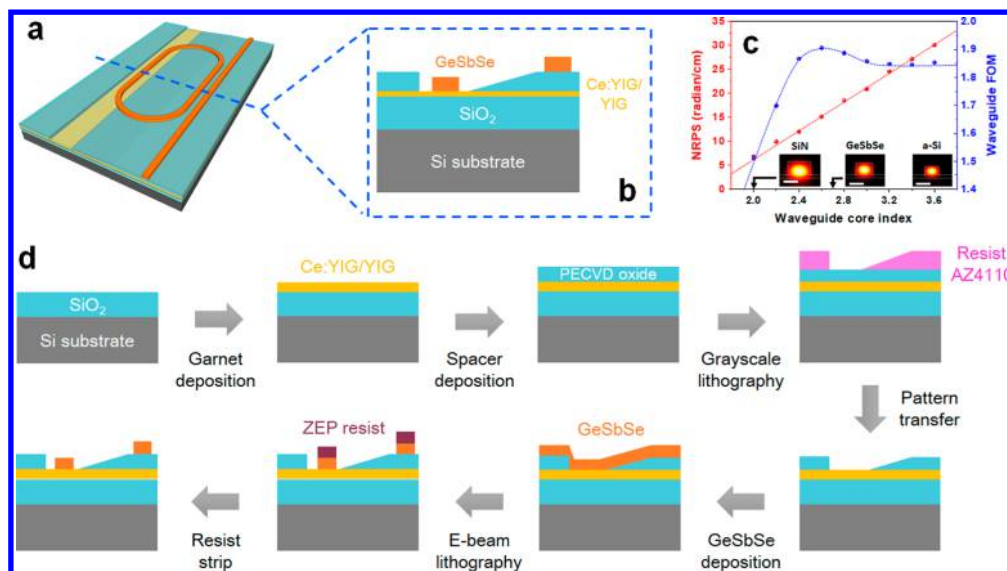 a
GeSbSe
Ce:YIG/
YIG
SiO2
Si substrate
b
c
NRPS (radian/cm)
35
30
25
20
15
10
5
0
SiN
GeSbSe
a-Si
2.0
2.4
2.8
3.2
3.6
Waveguide core index
2.0
1.9
1.8
1.7
1.6
1.5
1.4
Waveguide FOM
d
SiO2
Si substrate
Garnet
deposition
Ce:YIG/YIG
Spacer
deposition
PECVD oxide
Grayscale
lithography
Resist
AZ4110
Pattern
transfer
GeSbSe
deposition
GeSbSe
E-beam
lithography
ZEP resist
Resist
strip